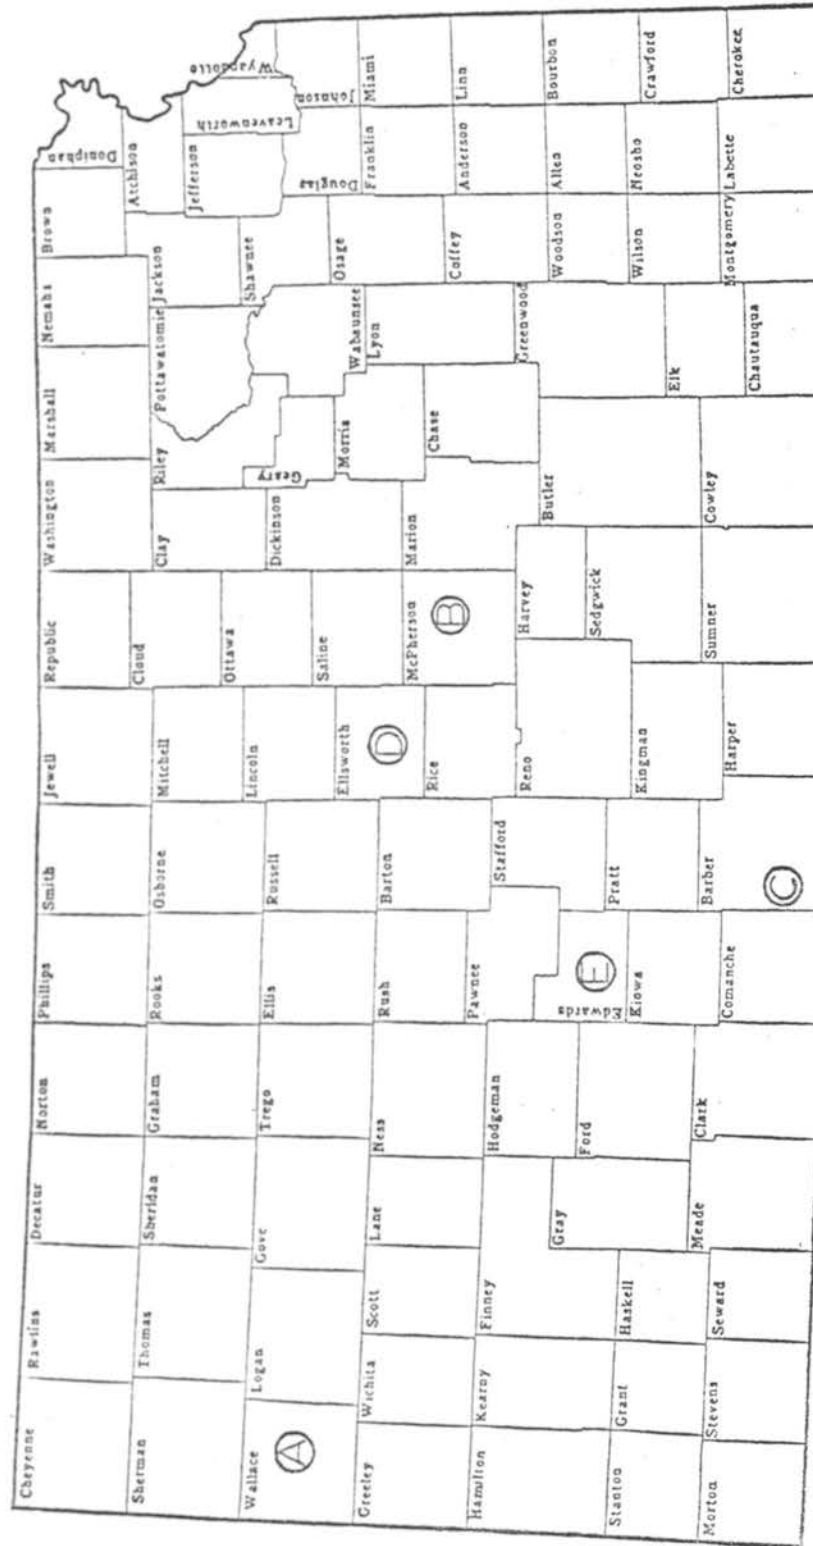 Cheyenne
Rawlins
Decatur
Norton
Phillips
Smith
Jewell
Republic
Washington
Marshall
Nemaha
Brown
Doniphan
Sherman
Thomas
Sheridan
Graham
Rooks
Osborne
Mitchell
Cloud
Clay
Riley
Pottawatomie
Jackson
Atchison
Jefferson
Leavenworth
Wyandotte
Wallace
A
Logan
Gove
Trego
Ellis
Russell
Lincoln
Ottawa
Dickinson
Geary
Shawnee
Wabaunsee
Douglas
Johnson
Greeley
Wichita
Scott
Lane
Ness
Rush
Barton
Ellsworth
D
Saline
Morris
Lyon
Osage
Franklin
Miami
Hamilton
Kearny
Finney
Hodgeman
Pawnee
Stafford
Rice
McPherson
B
Marion
Chase
Coffey
Anderson
Linn
Gray
Ford
Edwards
E
Reno
Harvey
Butler
Greenwood
Woodson
Allen
Bourbon
Stanton
Grant
Haskell
Kiowa
Pratt
Kingman
Sedgwick
Elk
Wilson
Neosho
Crawford
Morton
Stevens
Seward
Meade
Clark
Comanche
Barber
C
Harper
Sumner
Cowley
Chautauqua
Montgomery
Labette
Cherokee